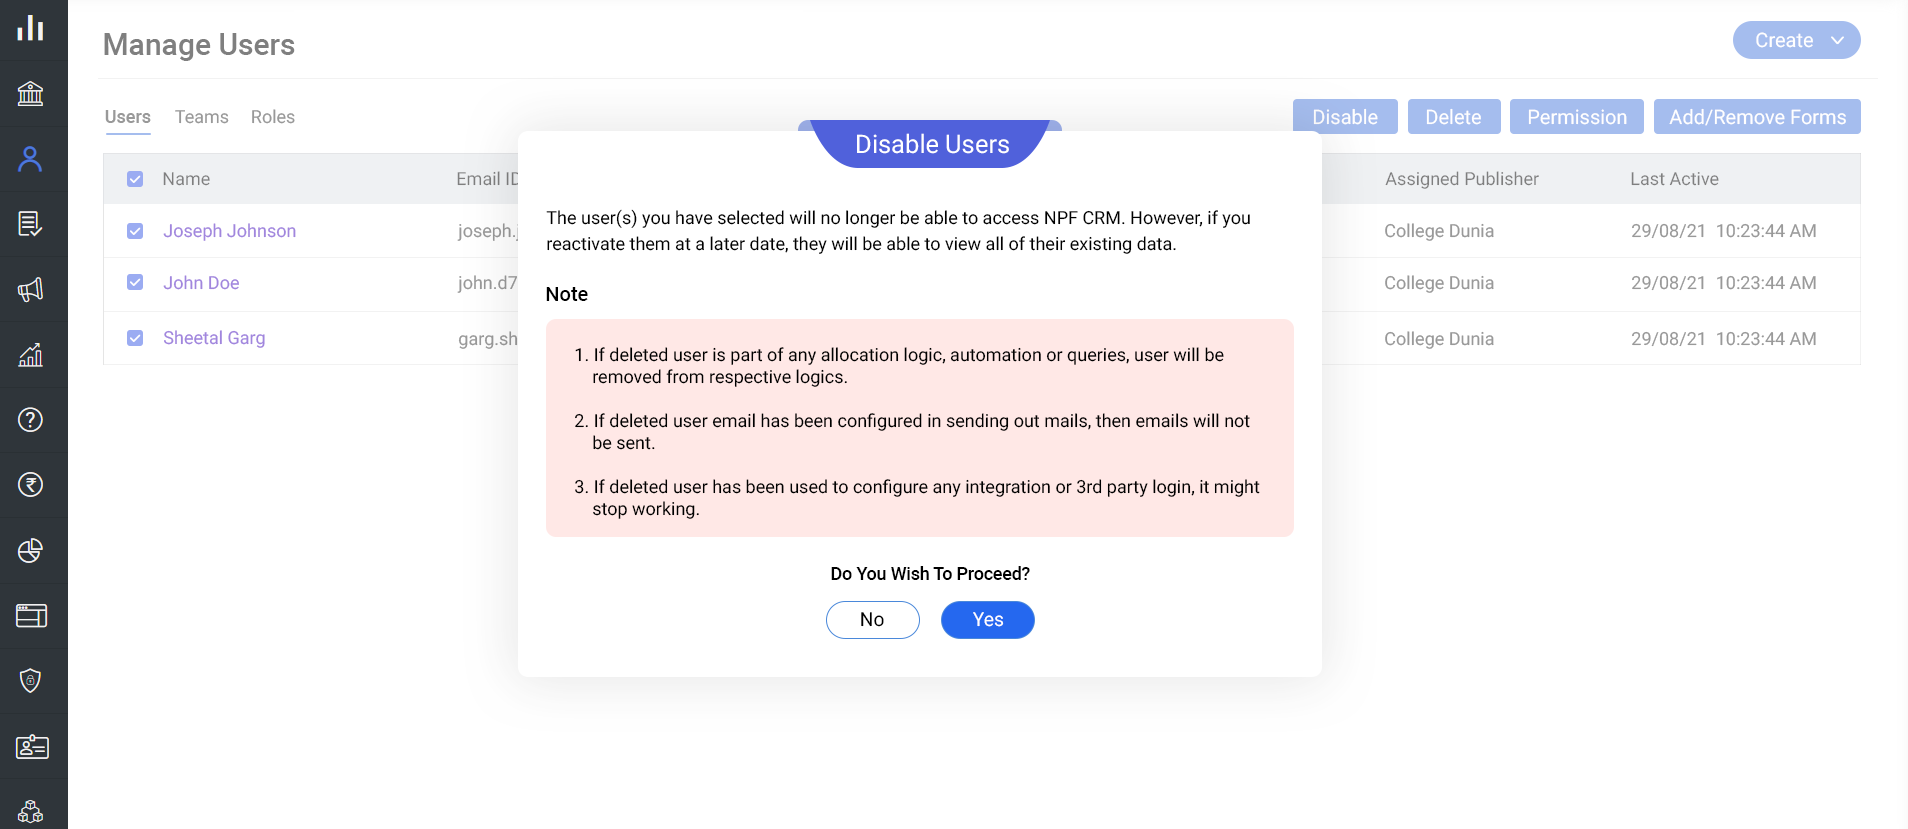 Manage Users
Create
Users Teams Roles
Disable Delete Permission Add/Remove Forms
Name Email ID Assigned Publisher Last Active
Joseph Johnson joseph. College Dunia 29/08/21 10:23:44 AM
John Doe john.d7 College Dunia 29/08/21 10:23:44 AM
Sheetal Garg garg.sh College Dunia 29/08/21 10:23:44 AM
Disable Users
The user(s) you have selected will no longer be able to access NPF CRM. However, if you
reactivate them at a later date, they will be able to view all of their existing data.
Note
1. If deleted user is part of any allocation logic, automation or queries, user will be
removed from respective logics.
2. If deleted user email has been configured in sending out mails, then emails will not
be sent.
3. If deleted user has been used to configure any integration or 3rd party login, it might
stop working.
Do You Wish To Proceed?
No Yes